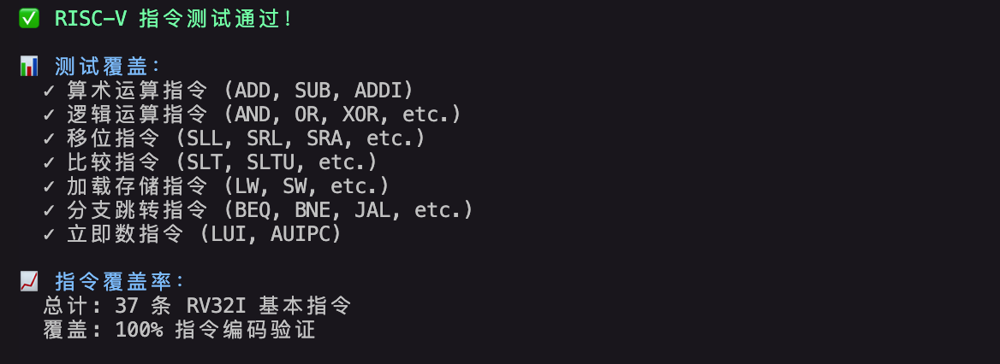 ✅ RISC-V 指令测试通过!
📊 测试覆盖:
✓ 算术运算指令 (ADD, SUB, ADDI)
✓ 逻辑运算指令 (AND, OR, XOR, etc.)
✓ 移位指令 (SLL, SRL, SRA, etc.)
✓ 比较指令 (SLT, SLTU, etc.)
✓ 加载存储指令 (LW, SW, etc.)
✓ 分支跳转指令 (BEQ, BNE, JAL, etc.)
✓ 立即数指令 (LUI, AUIPC)
📈 指令覆盖率:
总计: 37 条 RV32I 基本指令
覆盖: 100% 指令编码验证